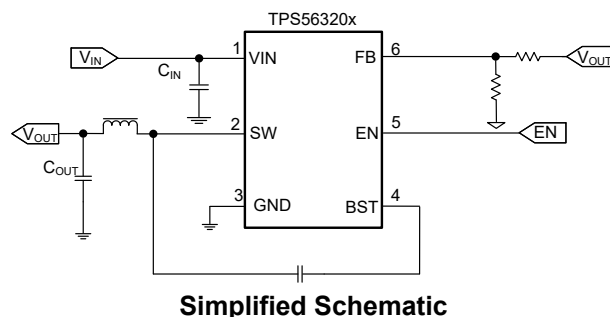 TPS56320x
VIN
CIN
1
VIN
FB
6
VOUT
VOUT
COUT
2
SW
EN
5
EN
3
GND
BST
4
Simplified Schematic